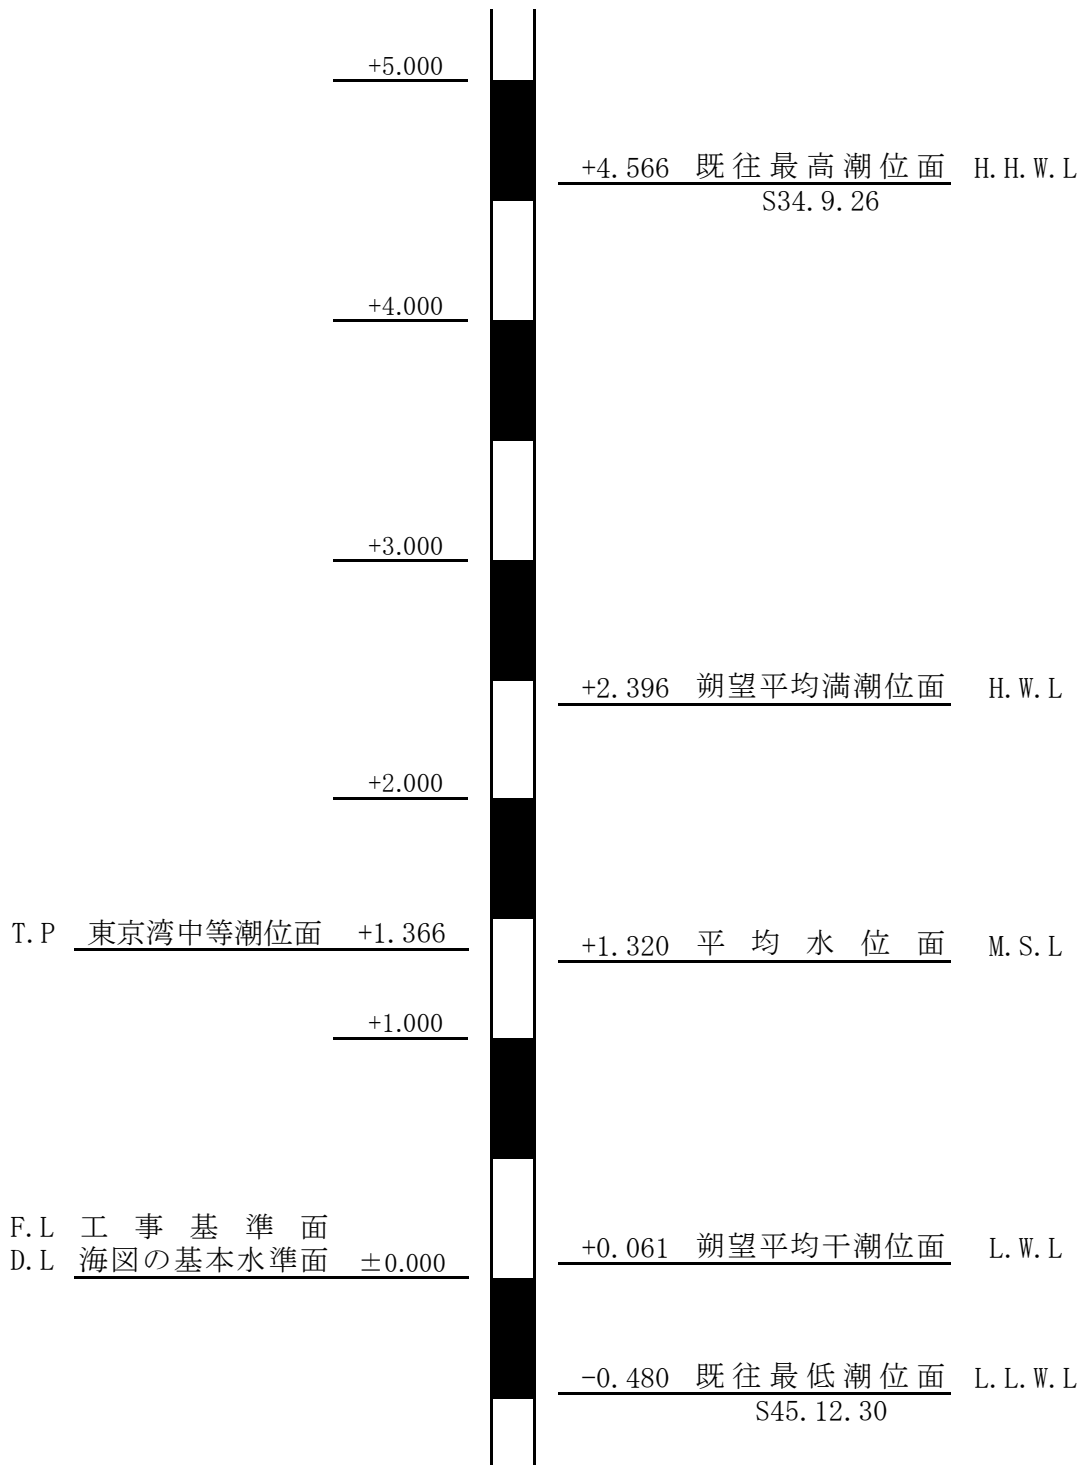 +5.000
+4.566 既往最高潮位面 H.H.W.L
S34.9.26
+4.000
+3.000
+2.396 朔望平均満潮位面 H.W.L
+2.000
T.P 東京湾中等潮位面 +1.366
+1.320 平均水位面 M.S.L
+1.000
F.L 工事基準面
D.L 海図の基本水準面 ±0.000
+0.061 朔望平均干潮位面 L.W.L
-0.480 既往最低潮位面 L.L.W.L
S45.12.30